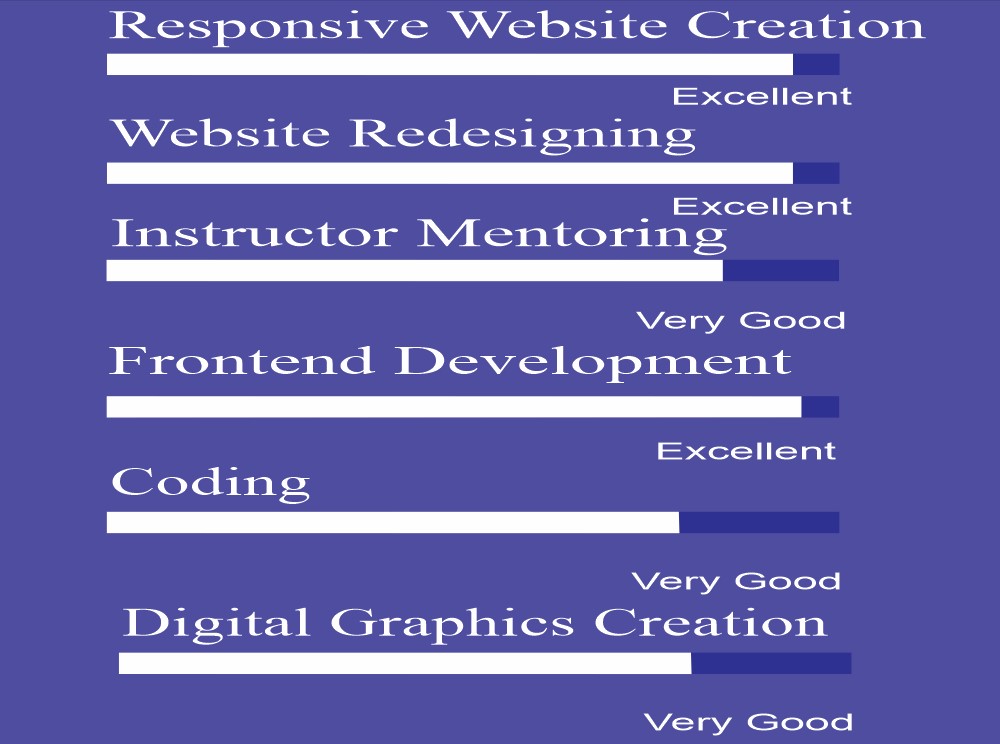 Responsive Website Creation
Excellent
Website Redesigning
Excellent
Instructor Mentoring
Very Good
Frontend Development
Excellent
Coding
Very Good
Digital Graphics Creation
Very Good